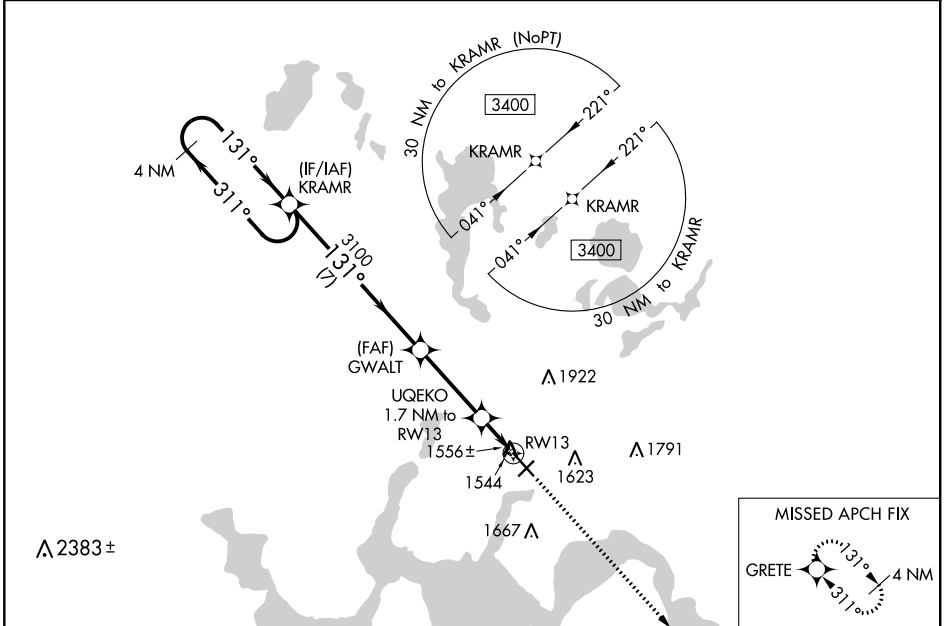 30 NM to KRAMR (NoPT)
3400
221°
KRAMR
041°
221°
KRAMR
041°
3400
30 NM to KRAMR
131°
4 NM
311°
(IF/IAF)
KRAMR
3100
131°
(7)
(FAF)
GWALT
1922
UQEKO
1.7 NM to
RW13
RW13
1556±
1544
1623
1791
1667
2383±
MISSED APCH FIX
GRETE
131°
4 NM
311°